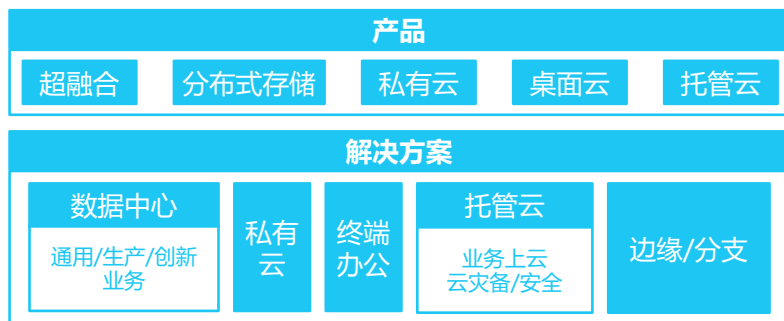 产品
超融合
分布式存储
私有云
桌面云
托管云
解决方案
数据中心
通用/生产/创新
业务
私有
云
终端
办公
托管云
业务上云
云灾备/安全
边缘/分支